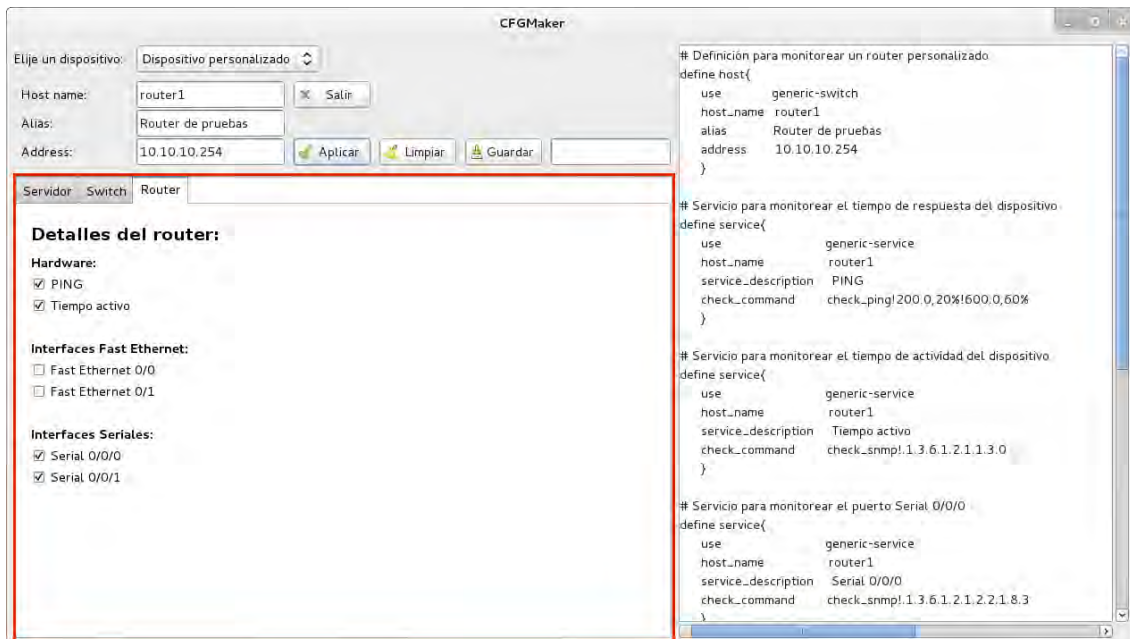 CFGMaker
Elije un dispositivo: Dispositivo personalizado
Host name: router1 Salir
Alias: Router de pruebas
Address: 10.10.10.254 Aplicar Limpiar Guardar
Servidor Switch Router
Detalles del router:
Hardware:
PING
Tiempo activo
Interfaces Fast Ethernet:
Fast Ethernet 0/0
Fast Ethernet 0/1
Interfaces Seriales:
Serial 0/0/0
Serial 0/0/1
# Definición para monitorear un router personalizado
define host{
use generic-switch
host_name router1
alias Router de pruebas
address 10.10.10.254
}
# Servicio para monitorear el tiempo de respuesta del dispositivo
define service{
use generic-service
host_name router1
service_description PING
check_command check_ping!200.0,20%!600.0,60%
}
# Servicio para monitorear el tiempo de actividad del dispositivo
define service{
use generic-service
host_name router1
service_description Tiempo activo
check_command check_snmp!.1.3.6.1.2.1.1.3.0
}
# Servicio para monitorear el puerto Serial 0/0/0
define service{
use generic-service
host_name router1
service_description Serial 0/0/0
check_command check_snmp!.1.3.6.1.2.1.2.2.1.8.3
}